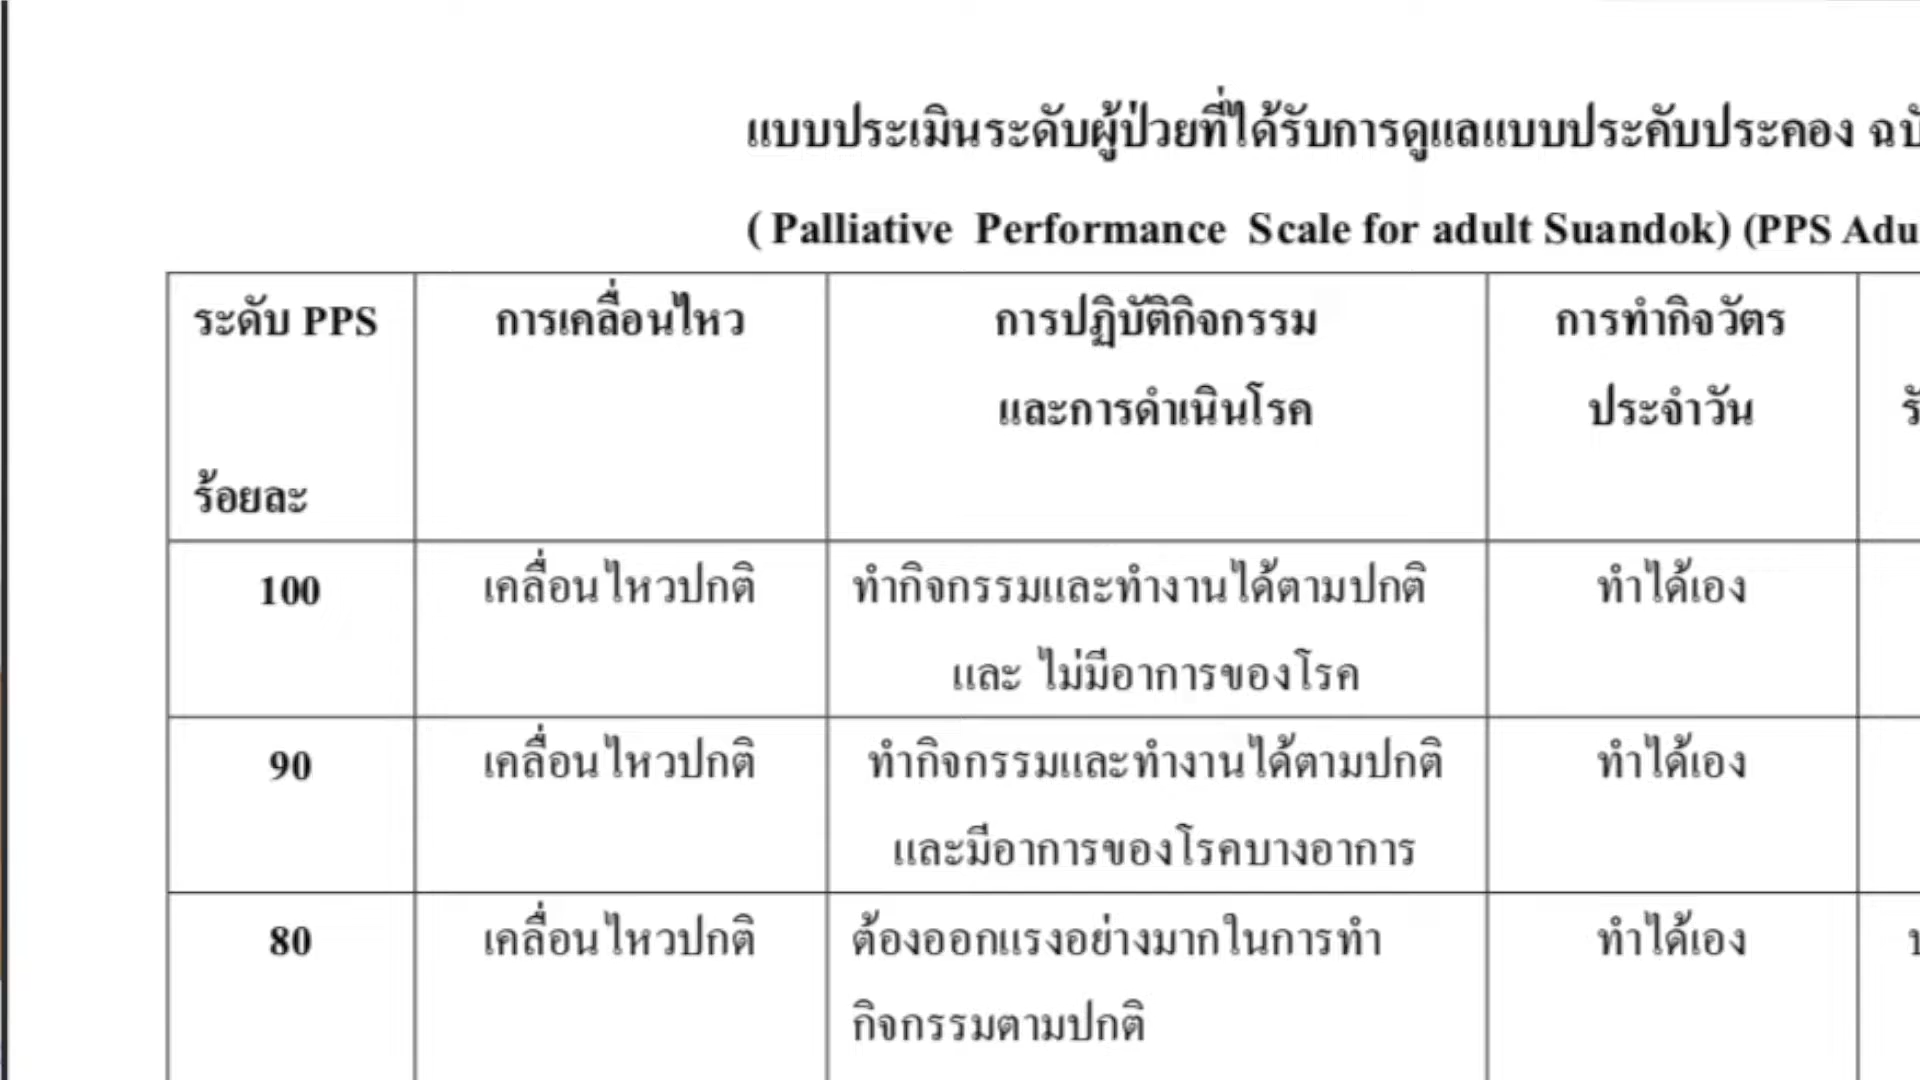 แบบประเมินระดับผู้ป่วยที่ได้รับการดูแลแบบประคับประคอง
( Palliative Performance Scale for adult Suandok) (PPS
ระดับ PPS
ร้อยละ
การเคลื่อนไหว
การปฏิบัติกิจกรรม
และการดำเนินโรค
การทำกิจวัตร
ประจำวัน
100
เคลื่อนไหวปกติ
ทำกิจกรรมและทำงานได้ตามปกติ
และ ไม่มีอาการของโรค
ทำได้เอง
90
เคลื่อนไหวปกติ
ทำกิจกรรมและทำงานได้ตามปกติ
และมีอาการของโรคบางอาการ
ทำได้เอง
80
เคลื่อนไหวปกติ
ต้องออกแรงอย่างมากในการทำ
กิจกรรมตามปกติ
ทำได้เอง